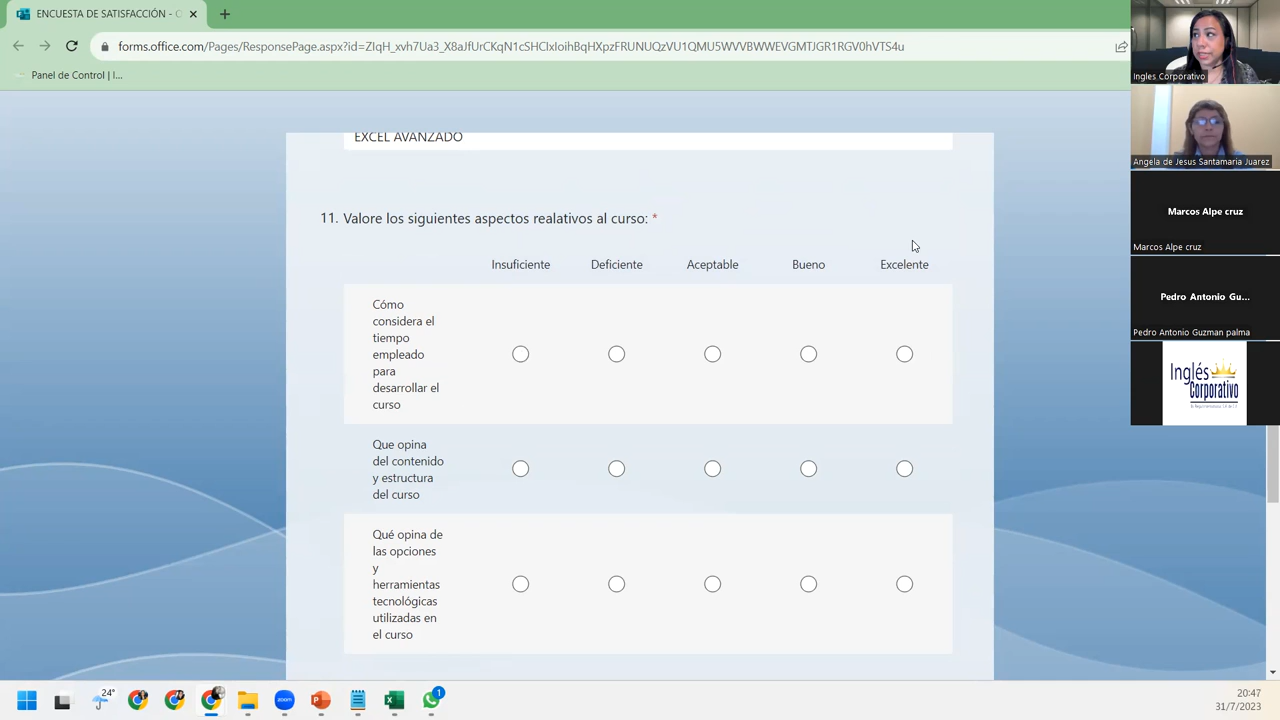 ENCUESTA DE SATISFACCIÓN - C
forms.office.com/Pages/ResponsePage.aspx?id=
Panel de Control | I...
EXCEL AVANZADO
11. Valore los siguientes aspectos realativos al curso: *
Insuficiente Deficiente Aceptable Bueno Excelente
Cómo
considera el
tiempo
empleado
para
desarrollar el
curso
Que opina
del contenido
y estructura
del curso
Qué opina de
las opciones
y
herramientas
tecnológicas
utilizadas en
el curso
Ingles Corporativo
Angela de Jesus Santamaria Juarez
Marcos Alpe cruz
Marcos Alpe cruz
Pedro Antonio Gu...
Pedro Antonio Guzman palma
Inglés
Corporativo
24°
zoom
1
20:47
31/7/2023